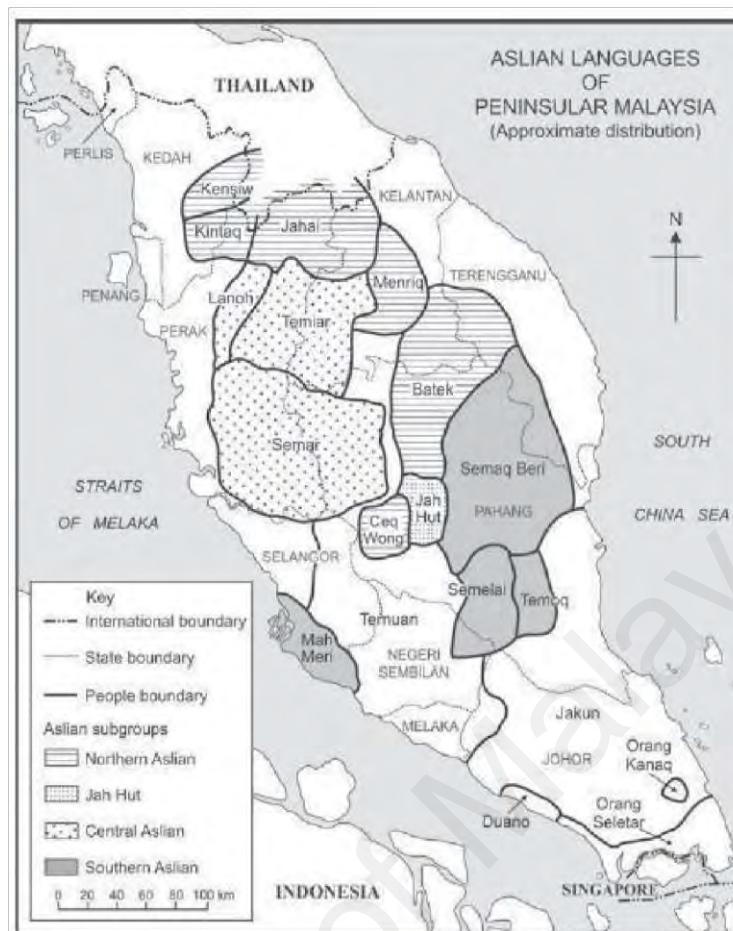 ASLIAN LANGUAGES
OF
PENINSULAR MALAYSIA
(Approximate distribution)
THAILAND
PERLIS
KEDAH
Kensiw
KELANTAN
Kintaq
Jahai
N
PENANG
Lanoh
Menriq
TERENGGANU
PERAK
Temiar
Batek
Semai
Semaq Beri
SOUTH
CHINA SEA
STRAITS
OF MELAKA
Jah
Hut
PAHANG
Ceq
Wong
SELANGOR
Semelai
Temoq
Temuan
Mah
Meri
NEGERI
SEMBILAN
MELAKA
Jakun
JOHOR
Orang
Kanaq
Duano
Orang
Seletar
INDONESIA
SINGAPORE
Key
International boundary
State boundary
People boundary
Aslian subgroups
Northern Aslian
Jah Hut
Central Aslian
Southern Aslian
0 20 40 60 80 100 km
of Malay